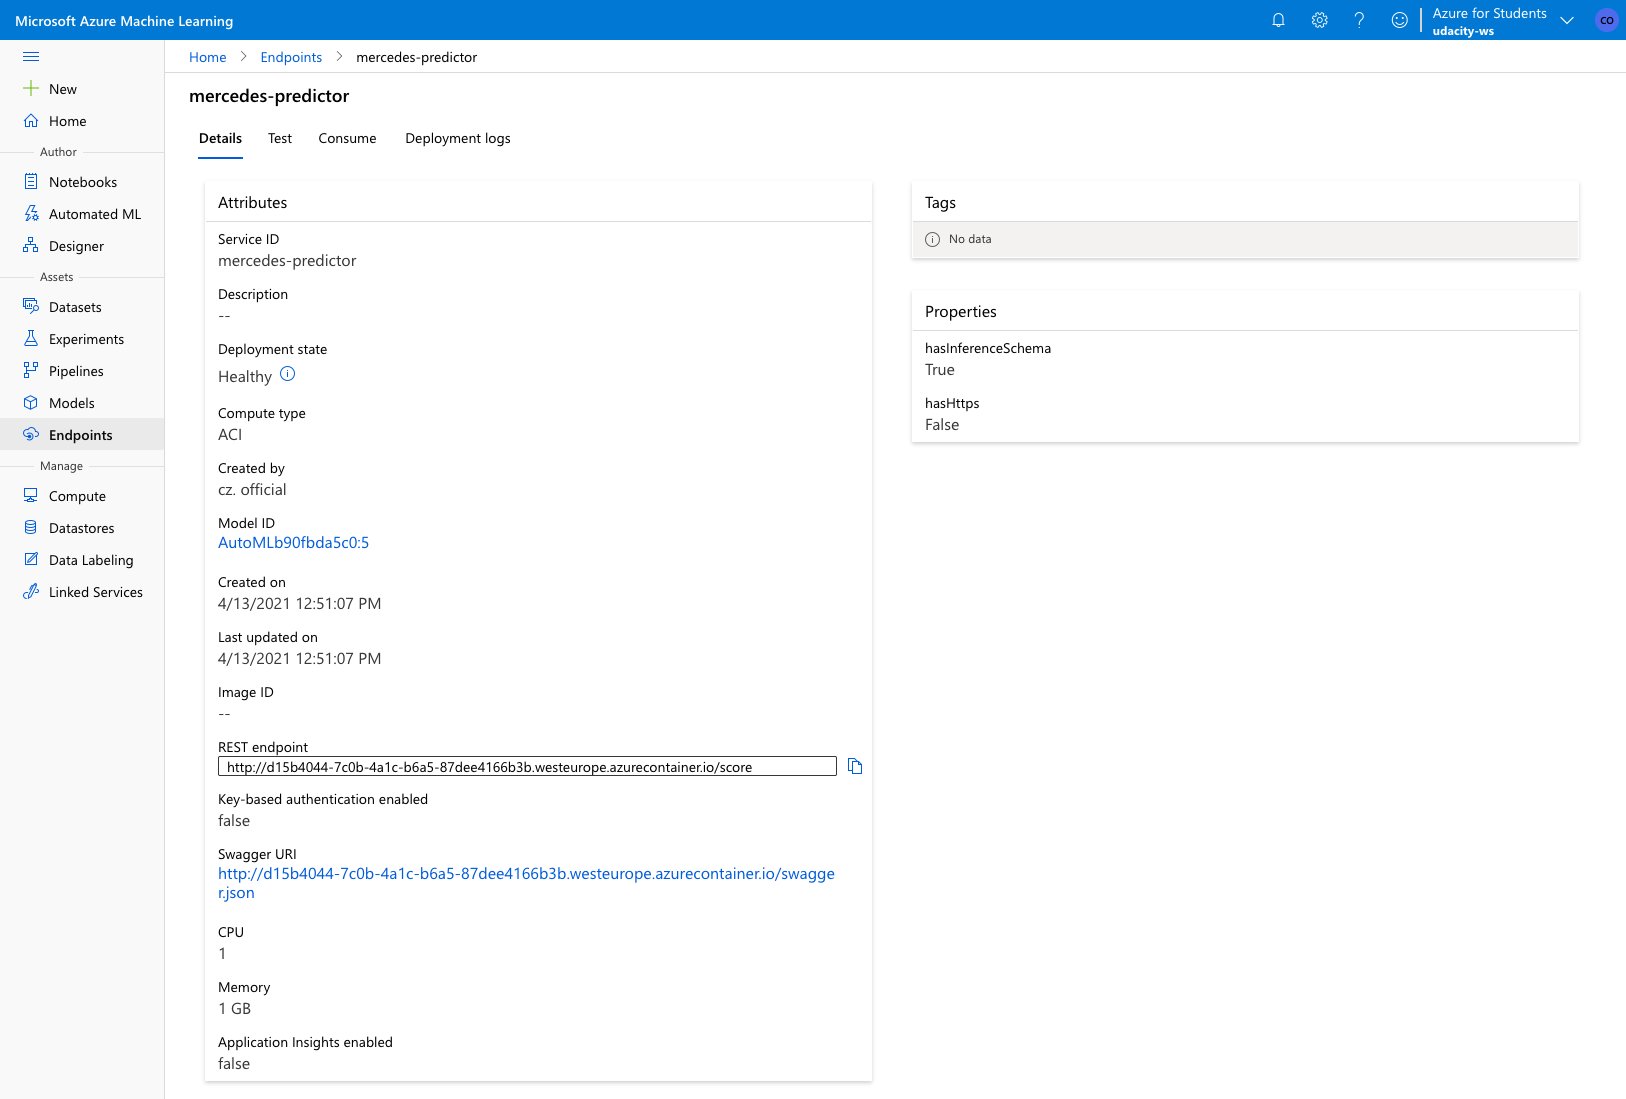 Microsoft Azure Machine Learning
Azure for Students
udacity-ws
CO
Home > Endpoints > mercedes-predictor
New
Home
Author
Notebooks
Automated ML
Designer
Assets
Datasets
Experiments
Pipelines
Models
Endpoints
Manage
Compute
Datastores
Data Labeling
Linked Services
mercedes-predictor
Details Test Consume Deployment logs
Attributes
Service ID
mercedes-predictor
Description
--
Deployment state
Healthy
Compute type
ACI
Created by
cz. official
Model ID
AutoMLb90fbda5c0:5
Created on
4/13/2021 12:51:07 PM
Last updated on
4/13/2021 12:51:07 PM
Image ID
--
REST endpoint
http://d15b4044-7c0b-4a1c-b6a5-87dee4166b3b.westeurope.azurecontainer.io/score
Key-based authentication enabled
false
Swagger URI
http://d15b4044-7c0b-4a1c-b6a5-87dee4166b3b.westeurope.azurecontainer.io/swagge
r.json
CPU
1
Memory
1 GB
Application Insights enabled
false
Tags
No data
Properties
hasInferenceSchema
True
hasHttps
False